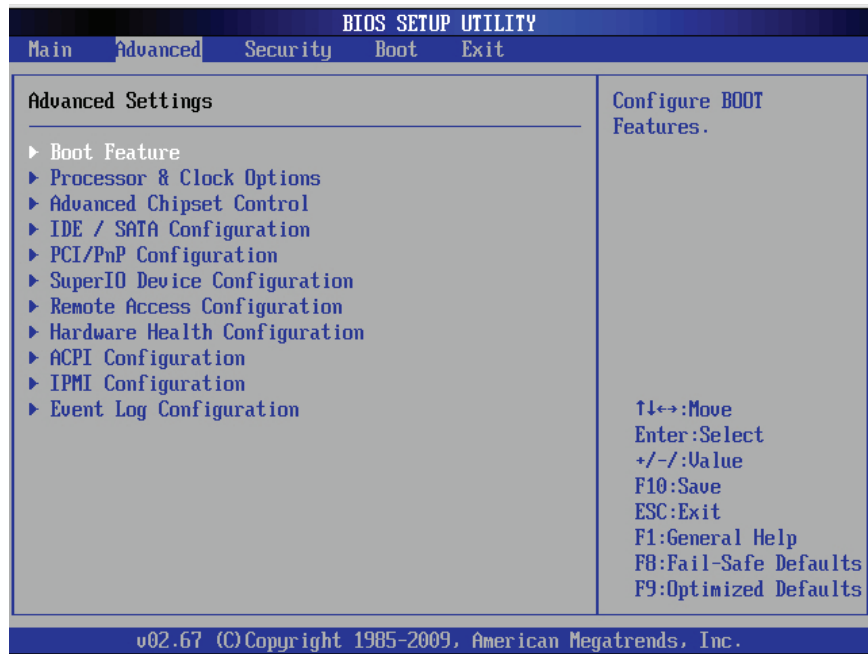 BIOS SETUP UTILITY
Main Advanced Security Boot Exit
Advanced Settings
▶ Boot Feature
▶ Processor & Clock Options
▶ Advanced Chipset Control
▶ IDE / SATA Configuration
▶ PCI/PnP Configuration
▶ SuperIO Device Configuration
▶ Remote Access Configuration
▶ Hardware Health Configuration
▶ ACPI Configuration
▶ IPMI Configuration
▶ Event Log Configuration
Configure BOOT
Features.
↑↓←→:Move
Enter:Select
+/-/:Value
F10:Save
ESC:Exit
F1:General Help
F8:Fail-Safe Defaults
F9:Optimized Defaults
v02.67 (C)Copyright 1985-2009, American Megatrends, Inc.